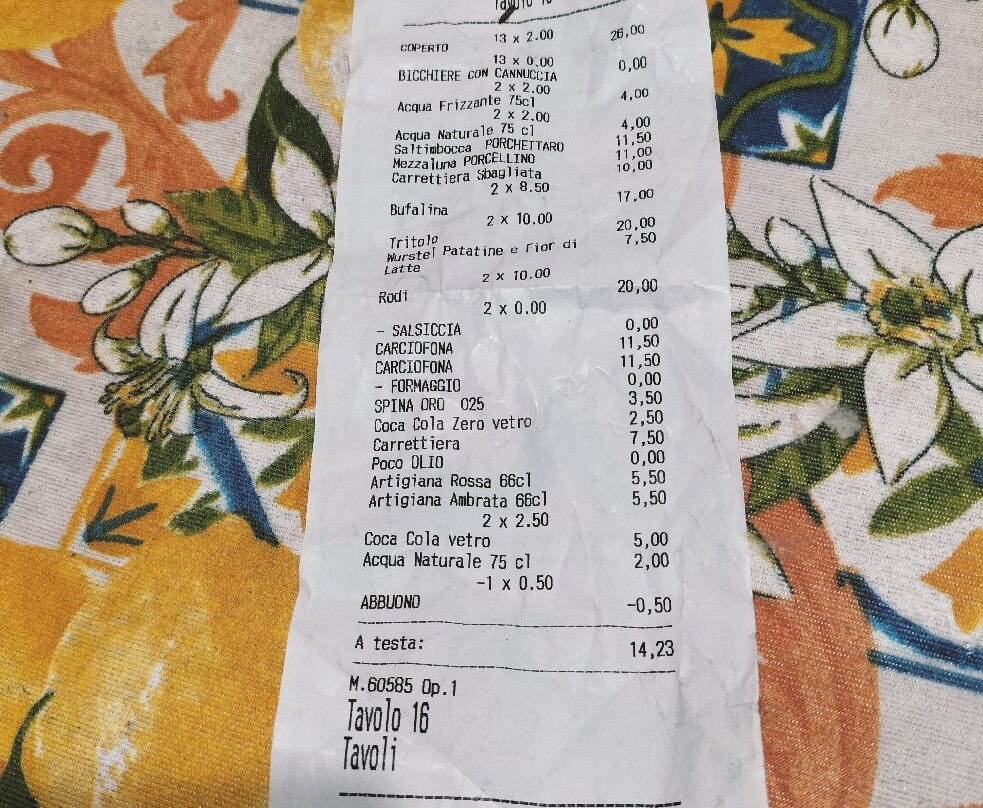 Tavolo 16
13 x 2.00
COPERTO 26,00
13 x 0.00
BICCHIERE CON CANNUCCIA 0,00
2 x 2.00
Acqua Frizzante 75cl 4,00
2 x 2.00
Acqua Naturale 75 cl 4,00
Saltimbocca PORCHETTARO 11,50
Mezzaluna PORCELLINO 11,00
Carrettiera Sbagliata 10,00
2 x 8.50
Bufalina 17,00
2 x 10.00
Tritolo 20,00
Wurstel Patatine e Fior di 7,50
Latte
2 x 10.00
Rodi 20,00
2 x 0.00
- SALSICCIA 0,00
CARCIOFONA 11,50
CARCIOFONA 11,50
- FORMAGGIO 0,00
SPINA ORO 025 3,50
Coca Cola Zero vetro 2,50
Carrettiera 7,50
Poco OLIO 0,00
Artigiana Rossa 66cl 5,50
Artigiana Ambrata 66cl 5,50
2 x 2.50
Coca Cola vetro 5,00
Acqua Naturale 75 cl 2,00
-1 x 0.50
ABBUONO -0,50
A testa: 14,23
M.60585 Op.1
Tavolo 16
Tavoli